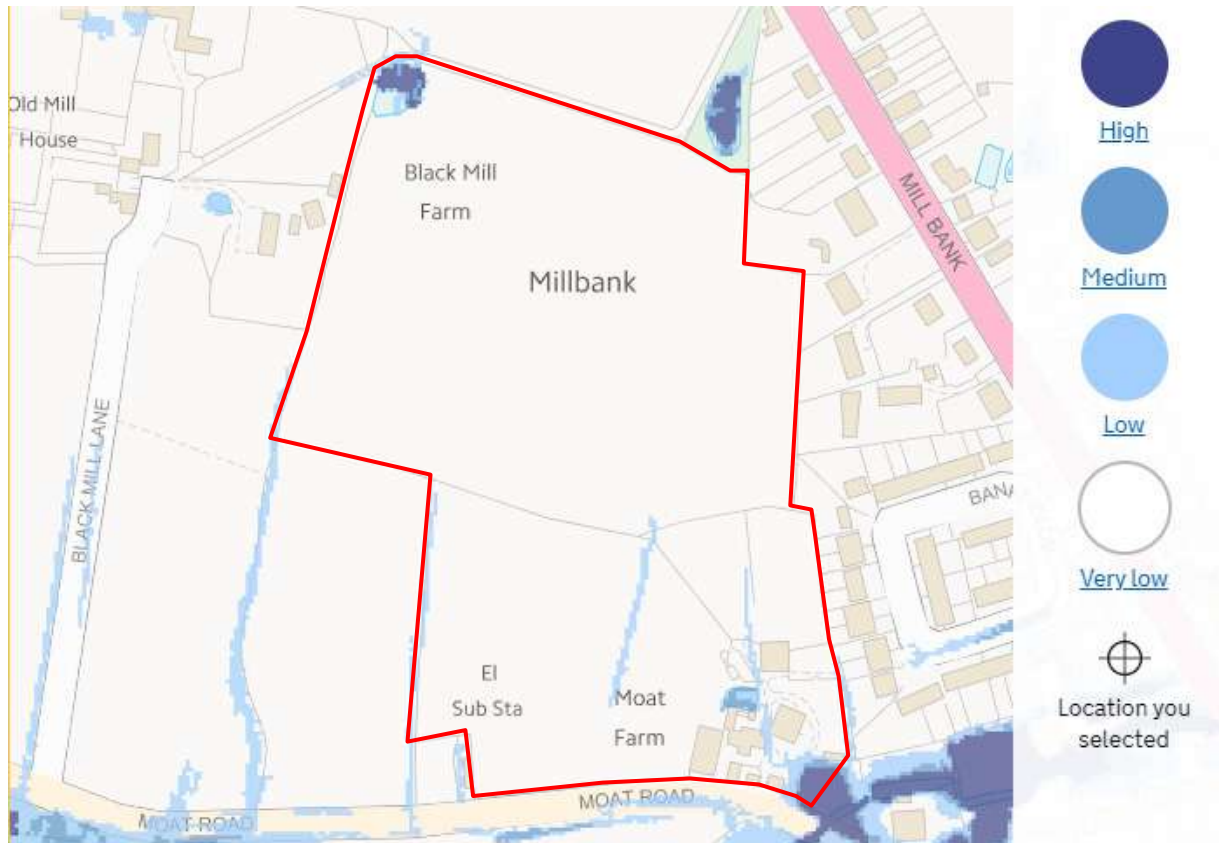 Old Mill
House
Black Mill
Farm
Millbank
MILL BANK
BLACK MILL LANE
El
Sub Sta
Moat
Farm
MOAT ROAD
MOAT ROAD
BANA
High
Medium
Low
Very low
Location you
selected